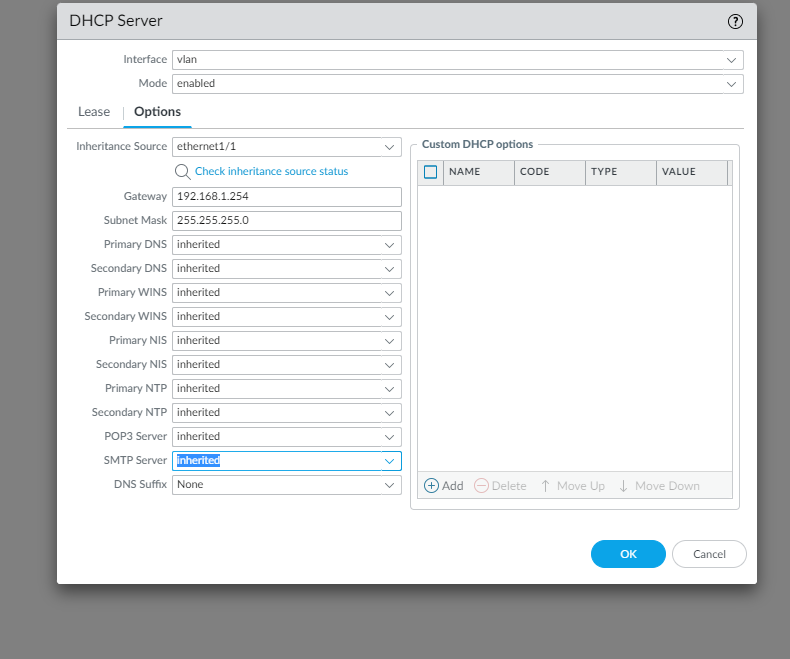 DHCP Server
?
Interface vlan
Mode enabled
Lease Options
Inheritance Source ethernet1/1
Check inheritance source status
Gateway 192.168.1.254
Subnet Mask 255.255.255.0
Primary DNS inherited
Secondary DNS inherited
Primary WINS inherited
Secondary WINS inherited
Primary NIS inherited
Secondary NIS inherited
Primary NTP inherited
Secondary NTP inherited
POP3 Server inherited
SMTP Server inherited
DNS Suffix None
Custom DHCP options
NAME CODE TYPE VALUE
Add Delete Move Up Move Down
OK Cancel